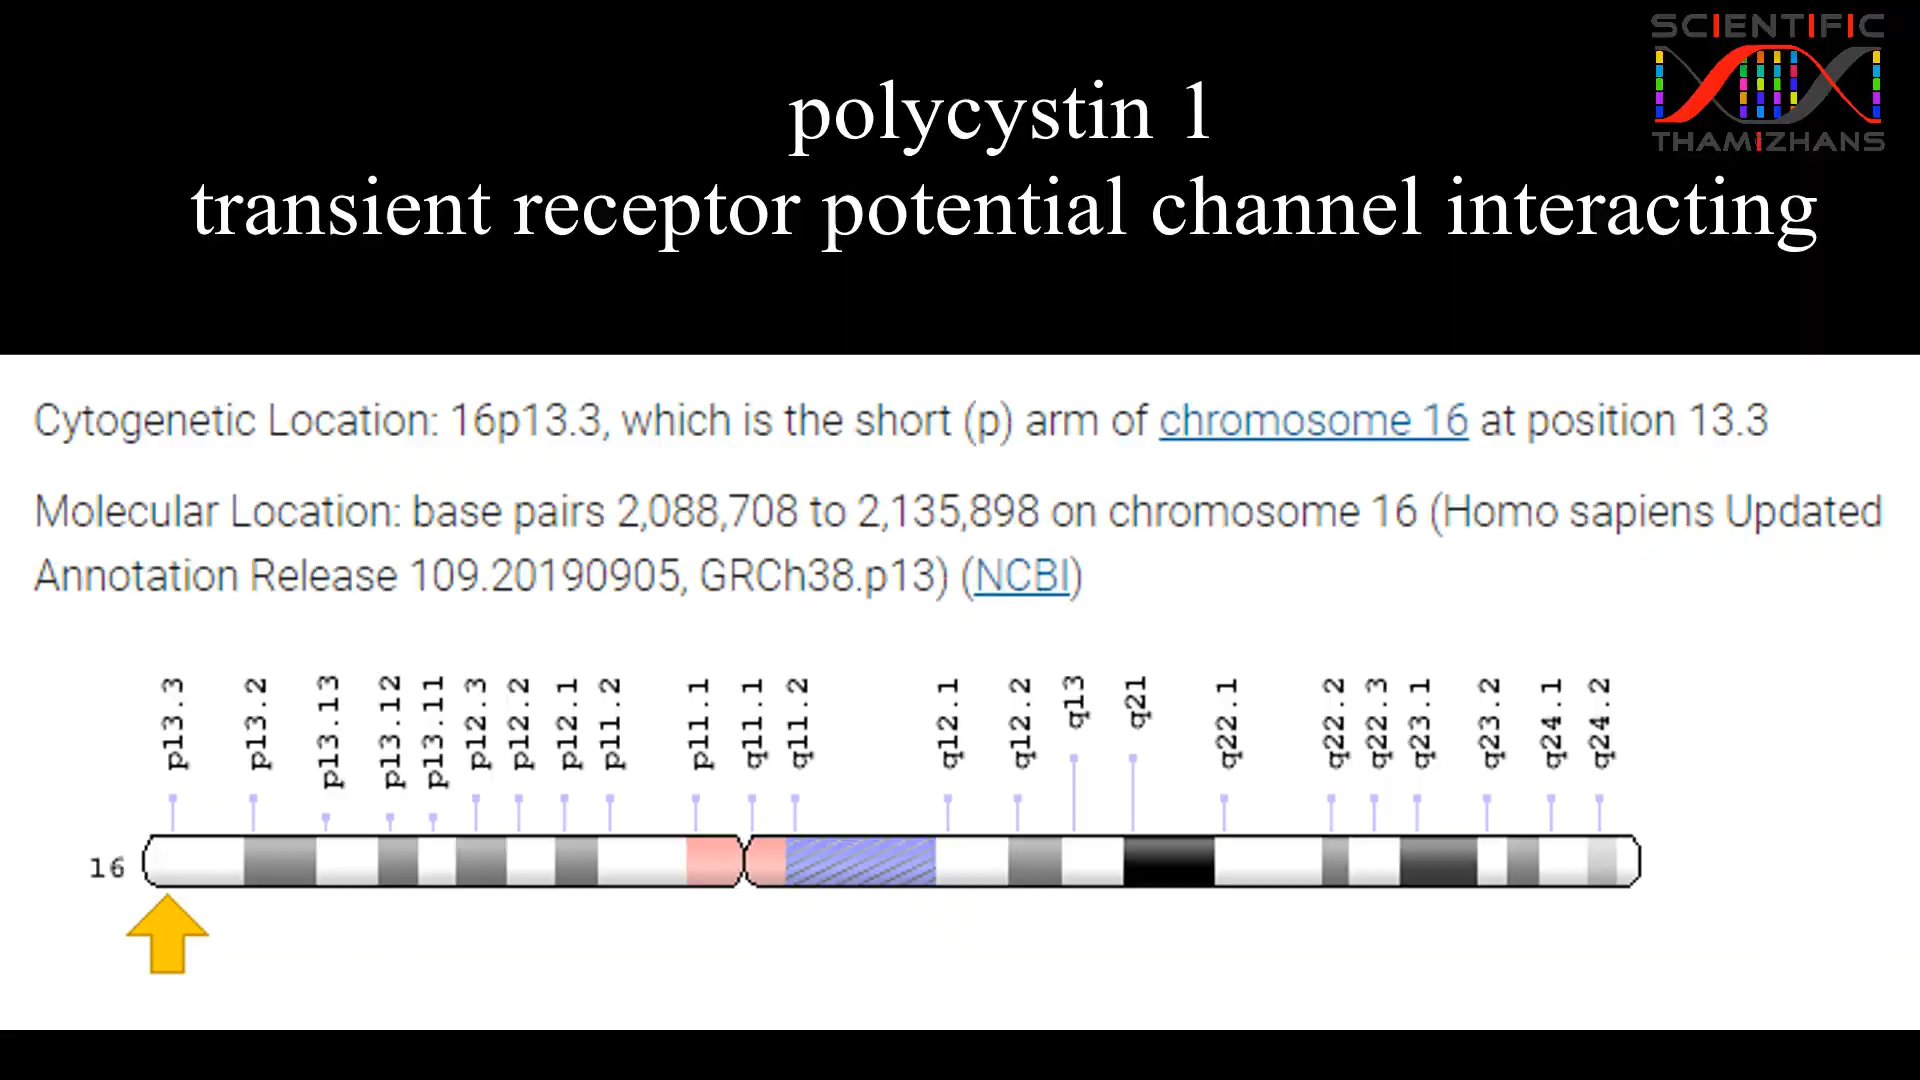 SCIENTIFIC
THAMIZHANS
polycystin 1
transient receptor potential channel interacting
Cytogenetic Location: 16p13.3, which is the short (p) arm of chromosome 16 at position 13.3
Molecular Location: base pairs 2,088,708 to 2,135,898 on chromosome 16 (Homo sapiens Updated
Annotation Release 109.20190905, GRCh38.p13) (NCBI)
p13.3
p13.2
p13.13
p13.12
p13.11
p12.3
p12.2
p12.1
p11.2
p11.1
q11.1
q11.2
q12.1
q12.2
q13
q21
q22.1
q22.2
q22.3
q23.1
q23.2
q24.1
q24.2
16